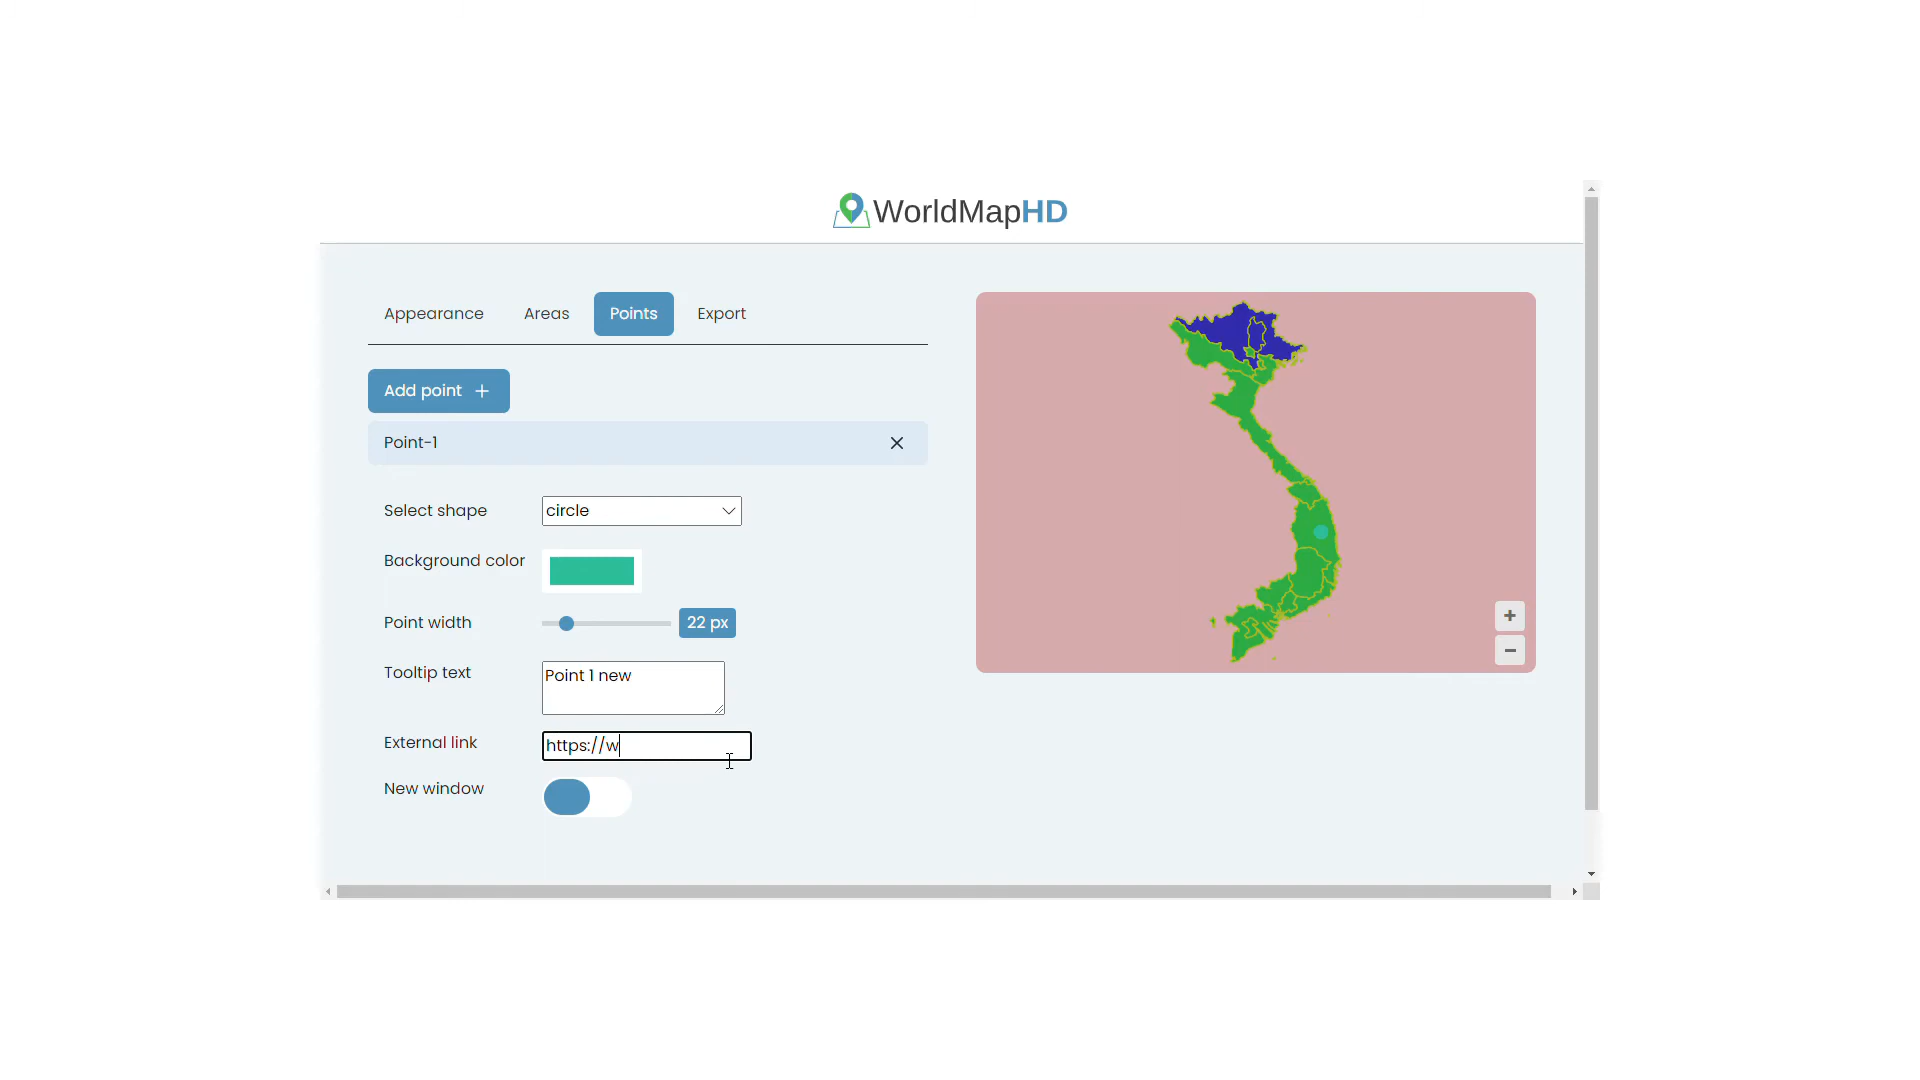 WorldMapHD
Appearance Areas Points Export
Add point +
Point-1
Select shape circle
Background color
Point width 22 px
Tooltip text Point 1 new
External link https://w
New window